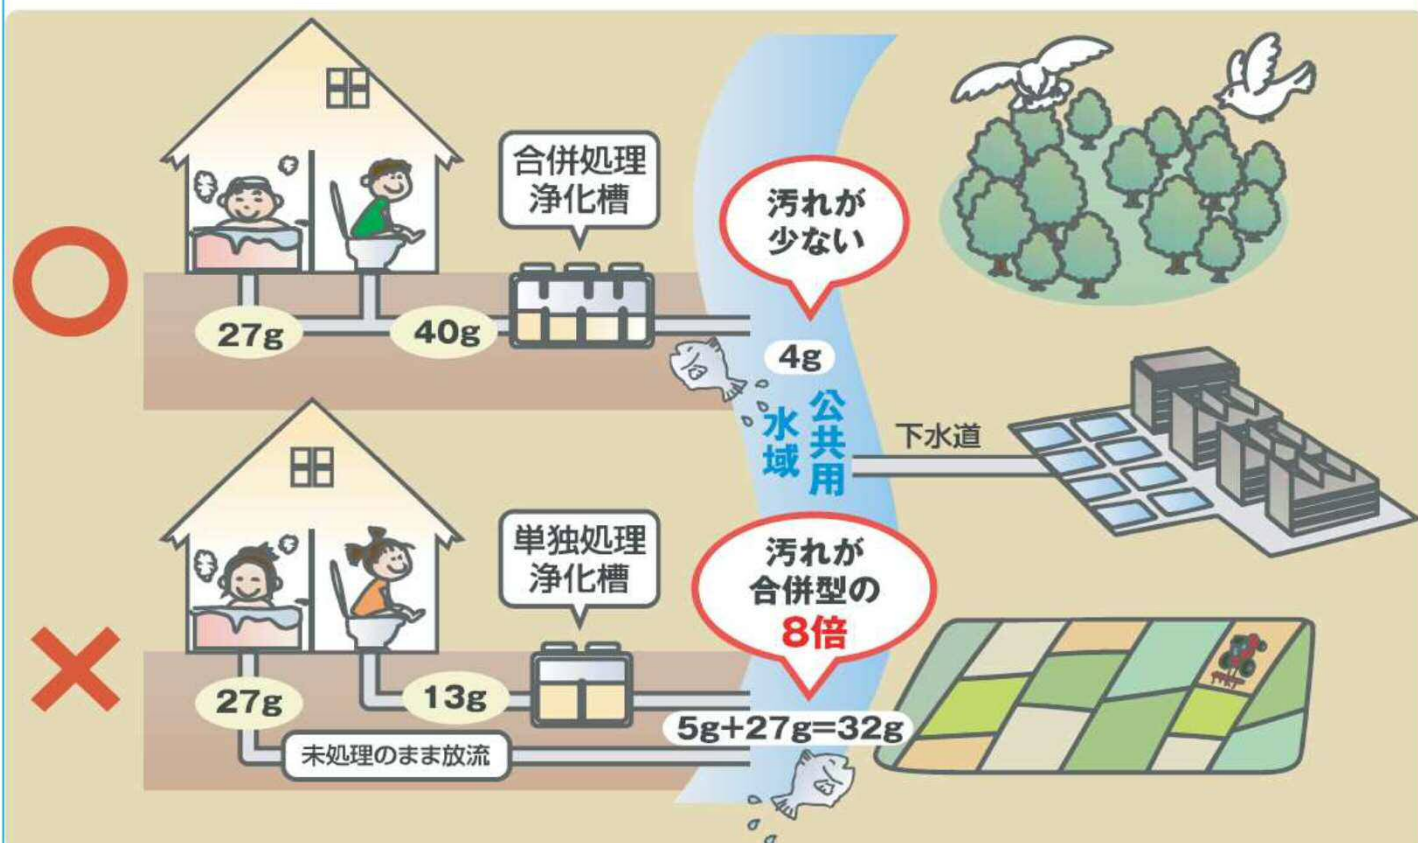 合併処理
浄化槽
汚れが
少ない
27g
40g
4g
公共用
水域
下水道
単独処理
浄化槽
汚れが
合併型の
8倍
27g
13g
5g+27g=32g
未処理のまま放流